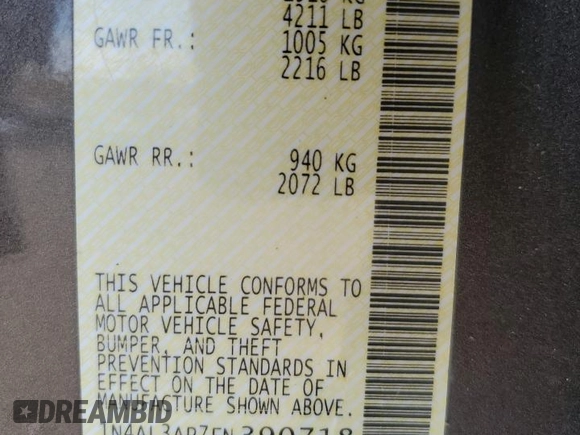 4211 LB
GAWR FR.: 1005 KG
2216 LB
GAWR RR.: 940 KG
2072 LB
THIS VEHICLE CONFORMS TO
ALL APPLICABLE FEDERAL
MOTOR VEHICLE SAFETY,
BUMPER, AND THEFT
PREVENTION STANDARDS IN
EFFECT ON THE DATE OF
MANUFACTURE SHOWN ABOVE.
DREAMBID